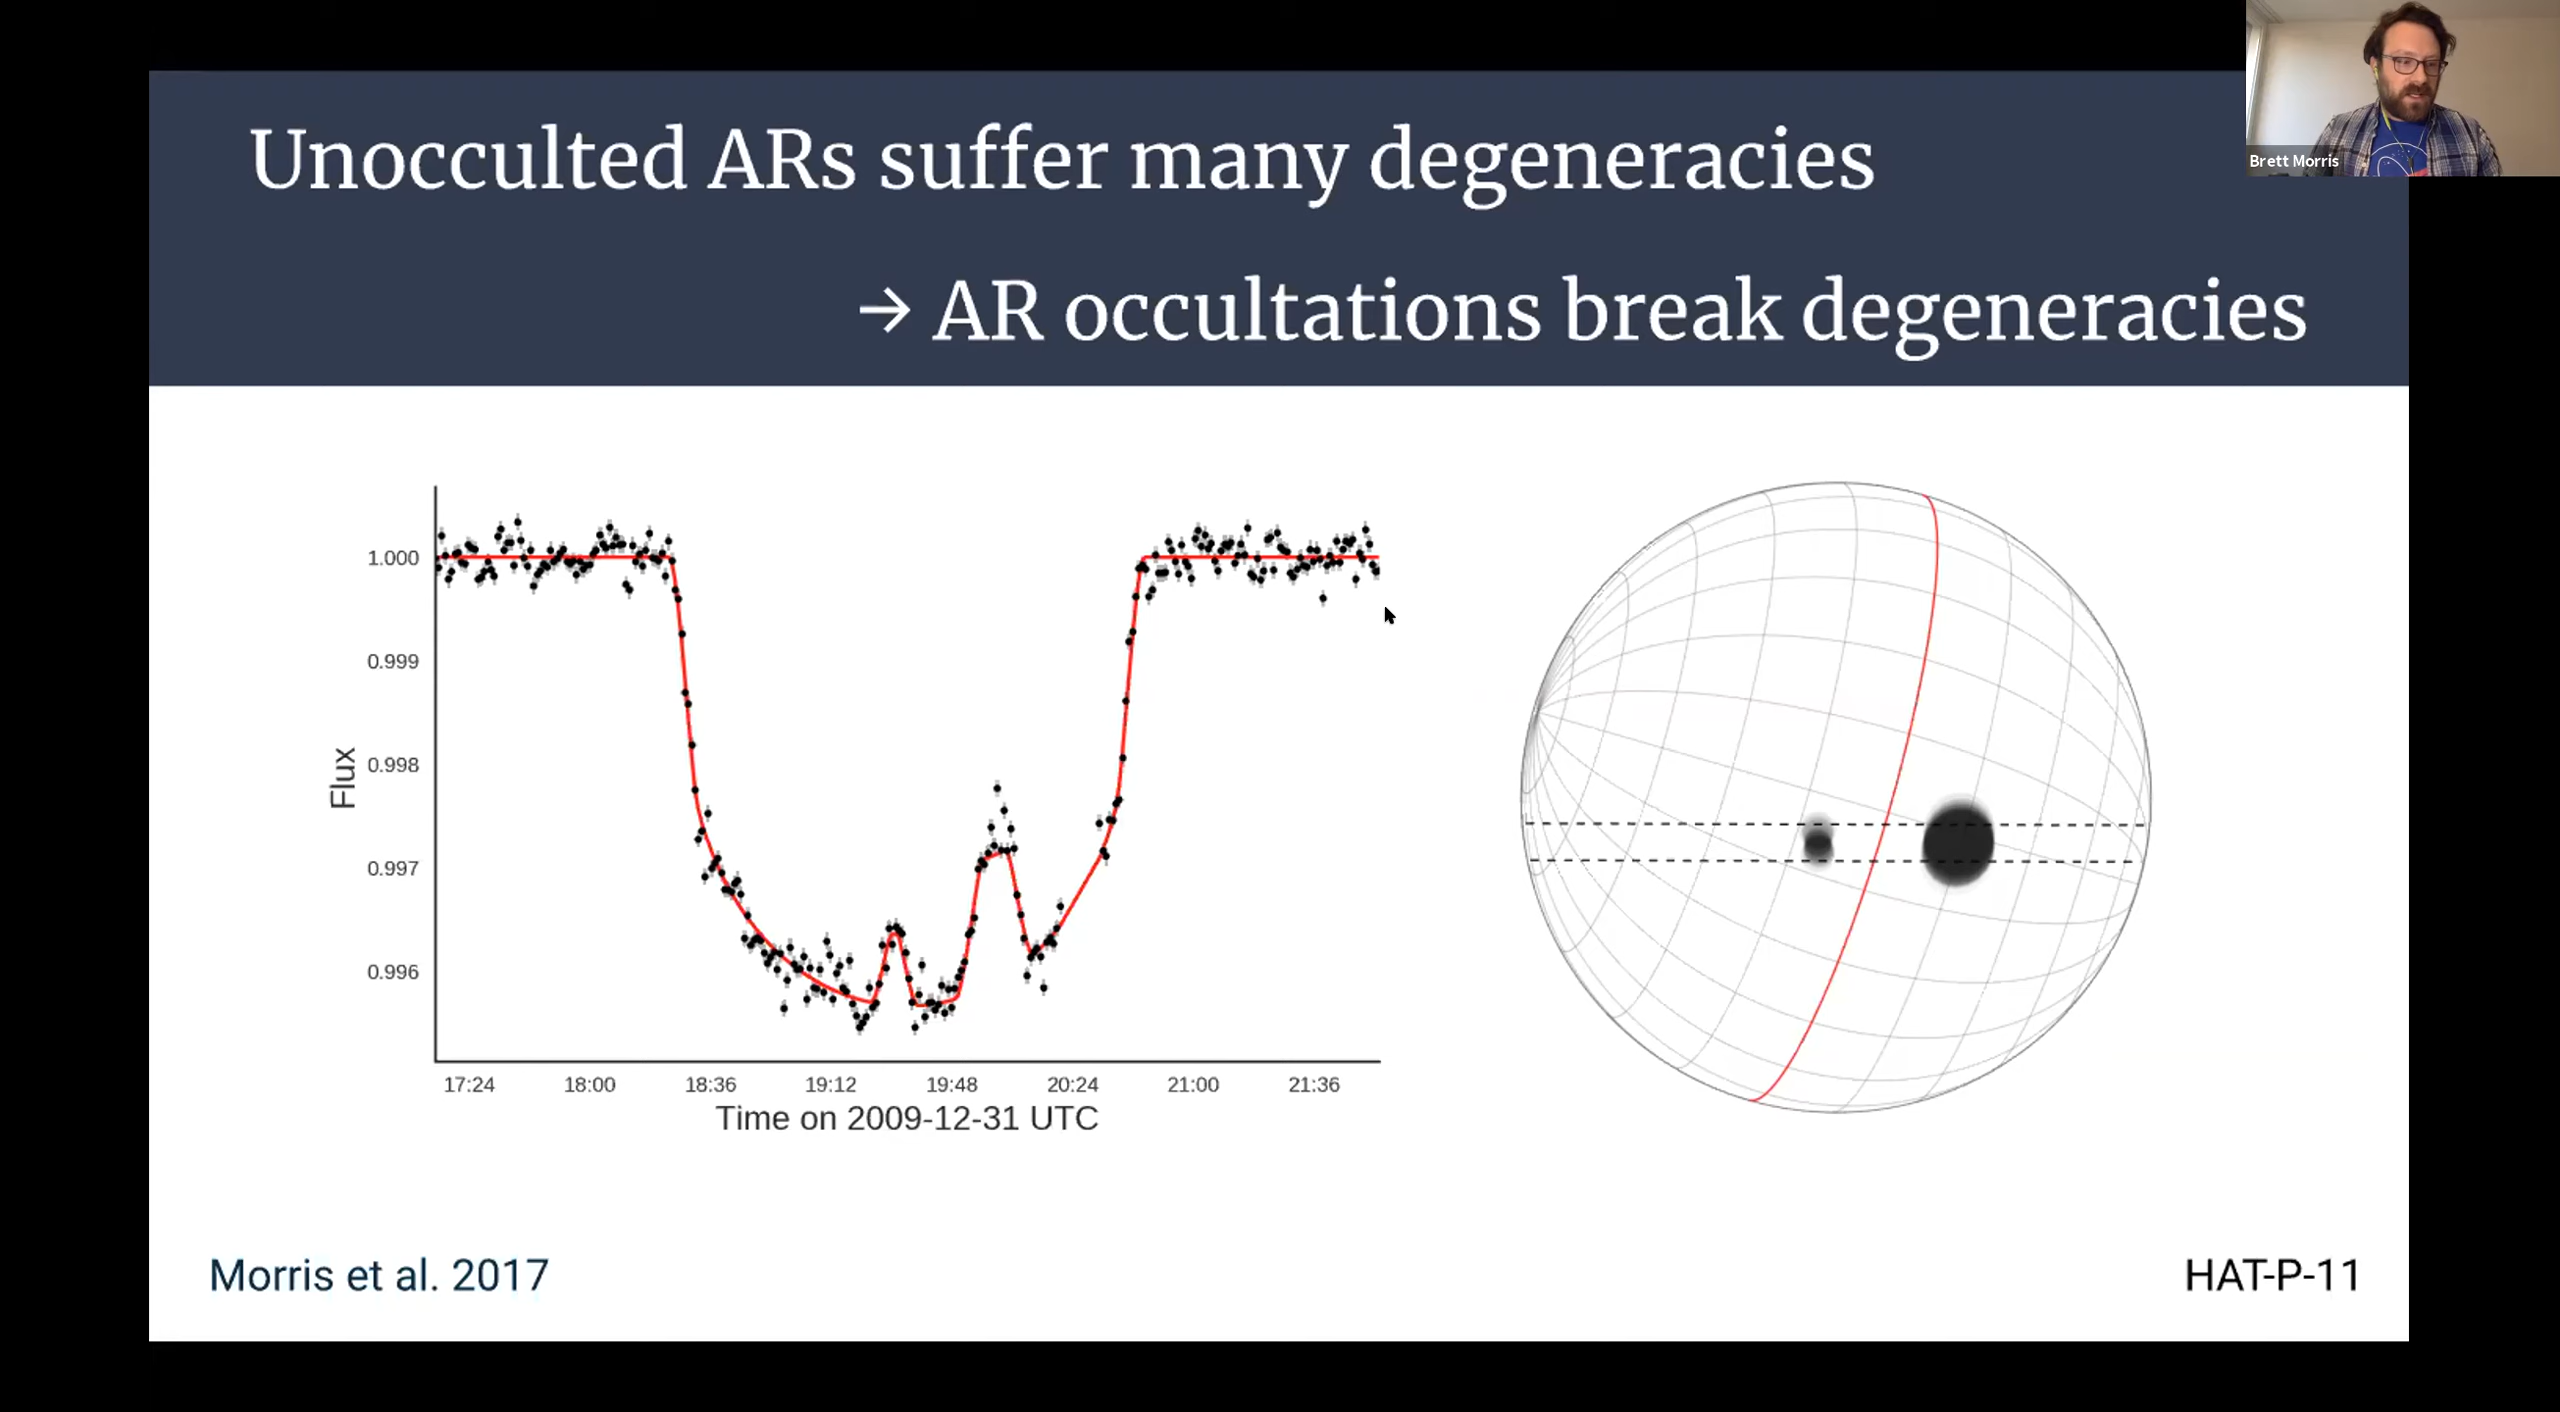 Unocculted ARs suffer many degeneracies
→ AR occultations break degeneracies
Brett Morris
1.000
0.999
0.998
0.997
0.996
Flux
17:24 18:00 18:36 19:12 19:48 20:24 21:00 21:36
Time on 2009-12-31 UTC
Morris et al. 2017
HAT-P-11